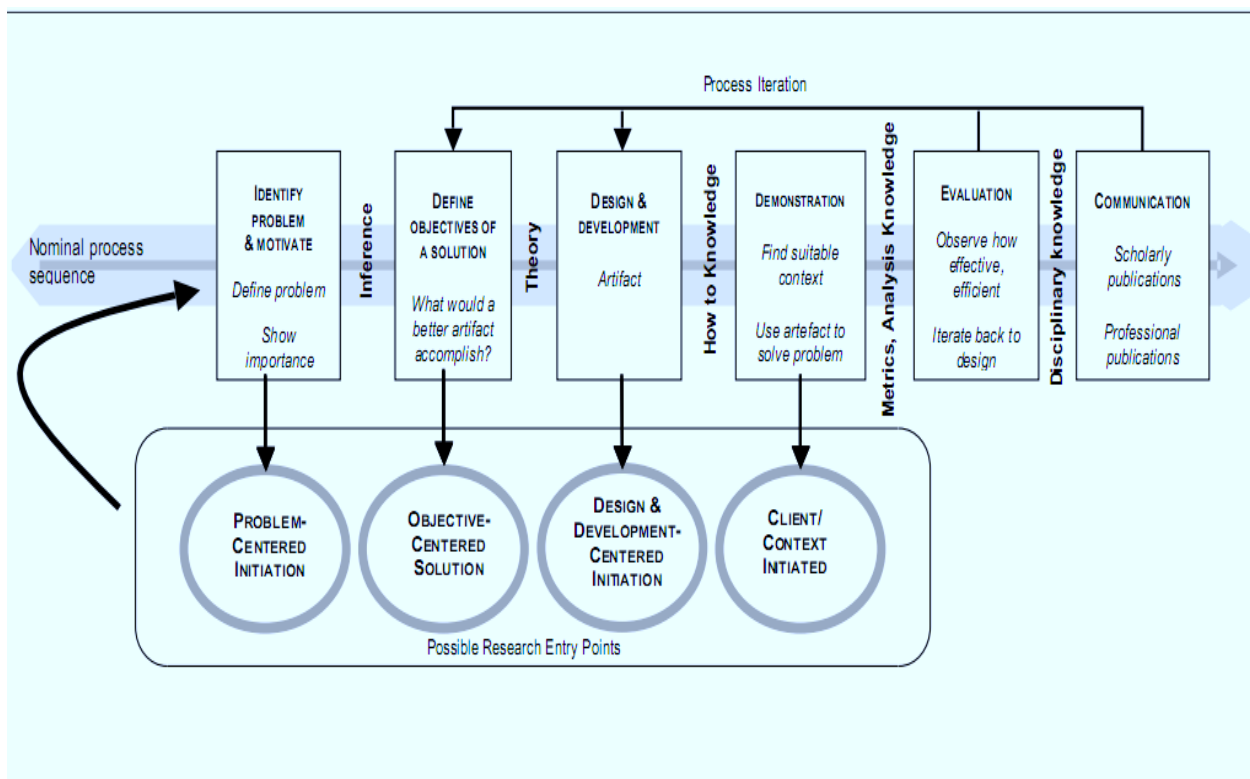 Process Iteration
Nominal process
sequence
IDENTIFY
PROBLEM
& MOTIVATE
Define problem
Show
importance
Inference
DEFINE
OBJECTIVES OF
A SOLUTION
What would a
better artifact
accomplish?
Theory
DESIGN &
DEVELOPMENT
Artifact
How to Knowledge
DEMONSTRATION
Find suitable
context
Use artefact to
solve problem
Metrics, Analysis Knowledge
EVALUATION
Observe how
effective,
efficient
Iterate back to
design
Disciplinary knowledge
COMMUNICATION
Scholarly
publications
Professional
publications
PROBLEM-
CENTERED
INITIATION
OBJECTIVE-
CENTERED
SOLUTION
DESIGN &
DEVELOPMENT-
CENTERED
INITIATION
CLIENT/
CONTEXT
INITIATED
Possible Research Entry Points